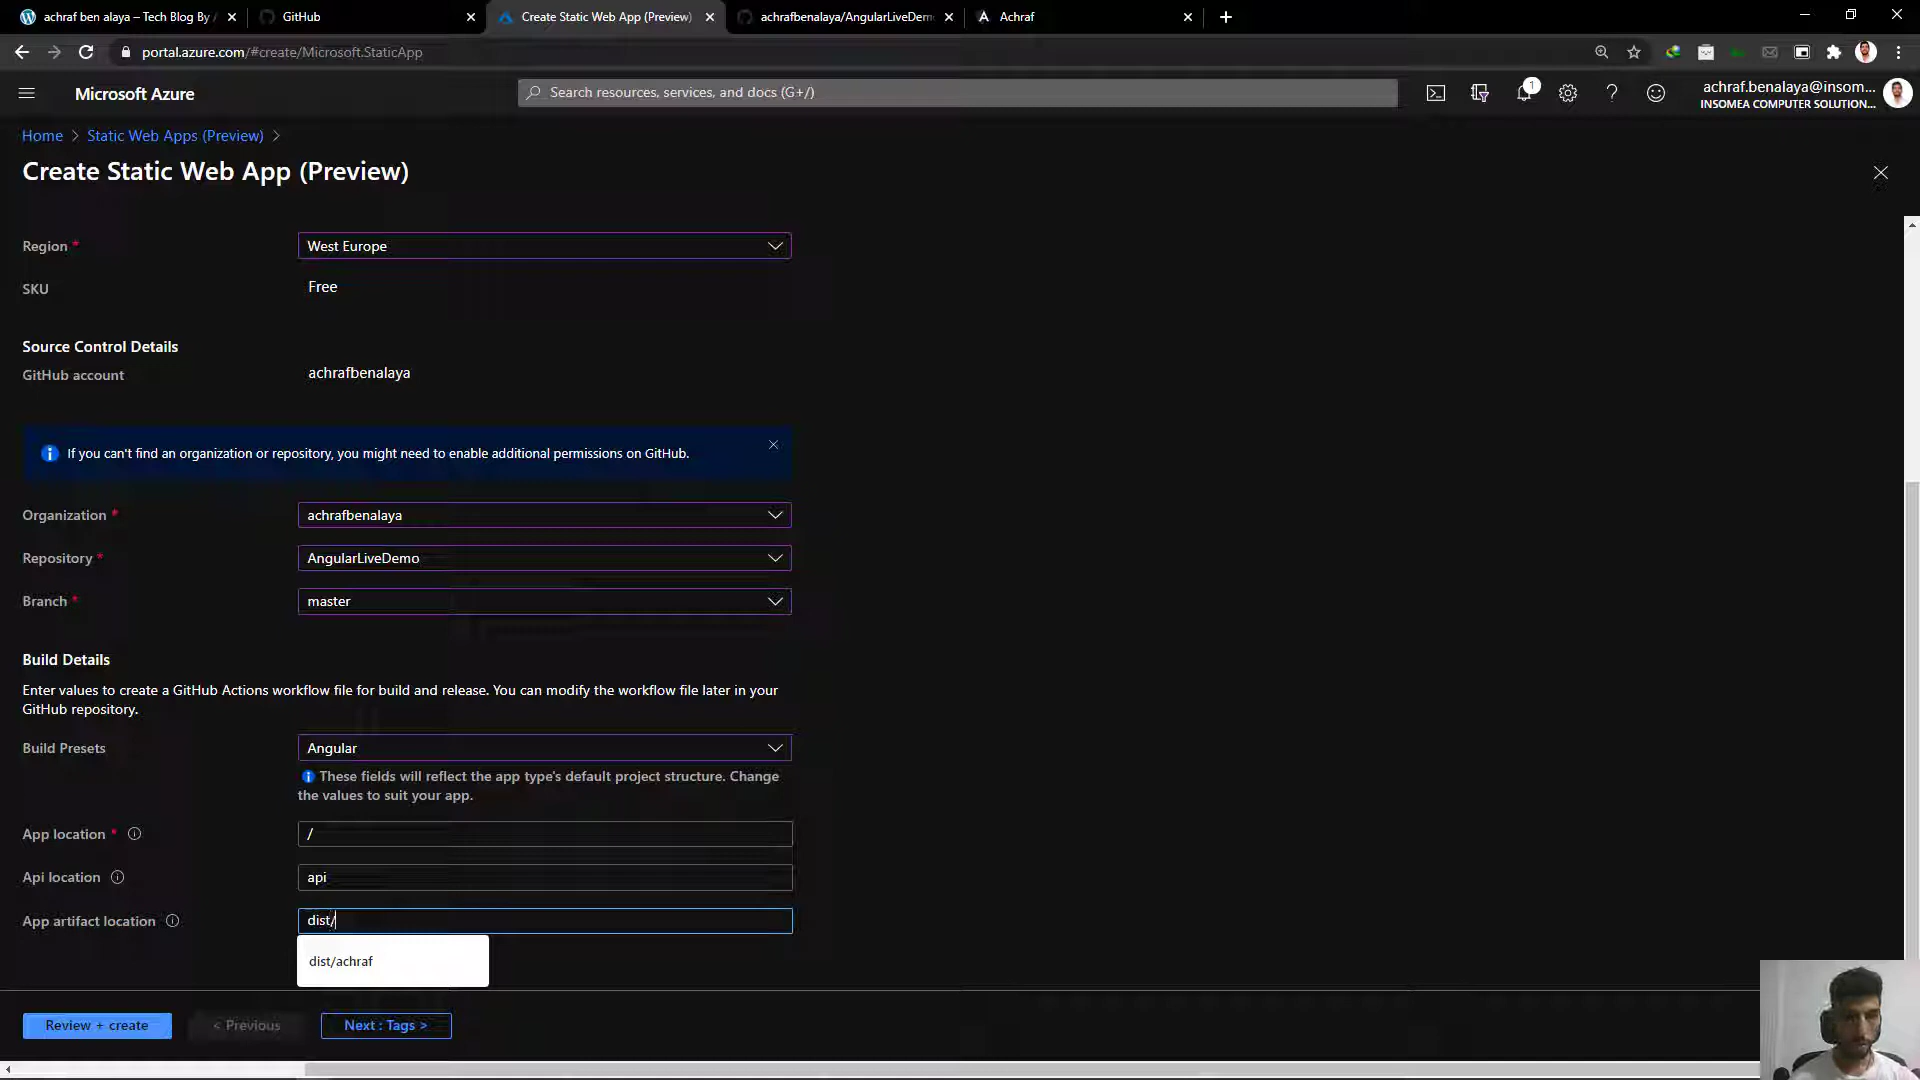 achraf ben alaya – Tech Blog By
GitHub
Create Static Web App (Preview)
achrafbenalaya/AngularLiveDem
Achraf
portal.azure.com/#create/Microsoft.StaticApp
Microsoft Azure
Search resources, services, and docs (G+/)
1
achraf.benalaya@insom...
INSOMEA COMPUTER SOLUTION...
Home > Static Web Apps (Preview) >
Create Static Web App (Preview)
Region *
West Europe
SKU
Free
Source Control Details
GitHub account
achrafbenalaya
If you can't find an organization or repository, you might need to enable additional permissions on GitHub.
Organization *
achrafbenalaya
Repository *
AngularLiveDemo
Branch *
master
Build Details
Enter values to create a GitHub Actions workflow file for build and release. You can modify the workflow file later in your
GitHub repository.
Build Presets
Angular
These fields will reflect the app type's default project structure. Change
the values to suit your app.
App location *
/
Api location
api
App artifact location
dist/
dist/achraf
Review + create
< Previous
Next : Tags >